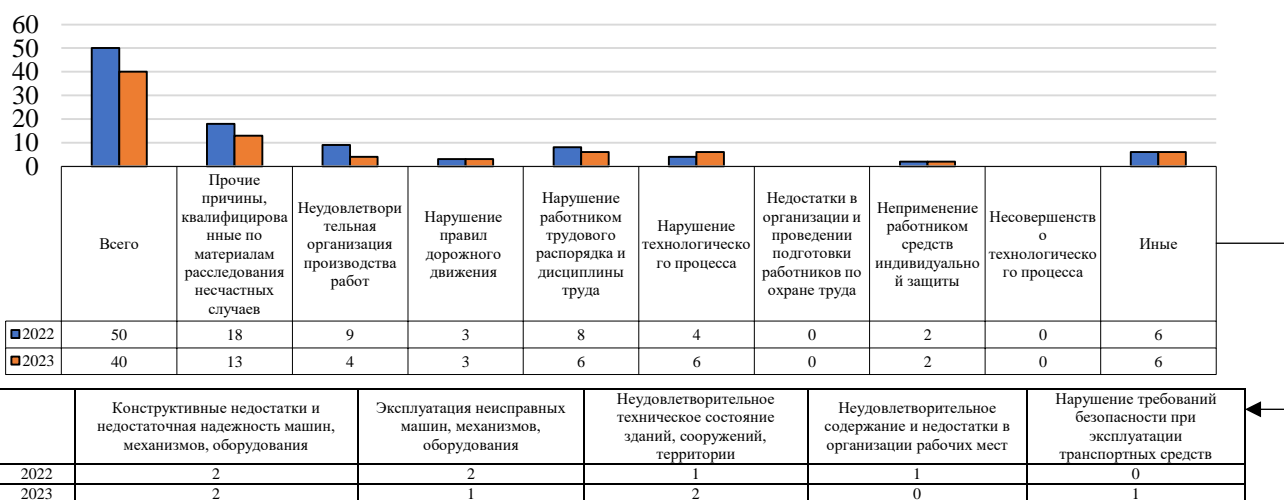 60
50
40
30
20
10
0
Всего
Прочие
причины,
квалифицирова
нные по
материалам
расследования
несчастных
случаев
Неудовлетвори
тельная
организация
производства
работ
Нарушение
правил
дорожного
движения
Нарушение
работником
трудового
распорядка и
дисциплины
труда
Нарушение
технологическо
го процесса
Недостатки в
организации и
проведении
подготовки
работников по
охране труда
Неприменение
работником
средств
индивидуально
й защиты
Несовершенств
о
технологическо
го процесса
Иные
2022 50 18 9 3 8 4 0 2 0 6
2023 40 13 4 3 6 6 0 2 0 6
Конструктивные недостатки и
недостаточная надежность машин,
механизмов, оборудования
Эксплуатация неисправных
машин, механизмов,
оборудования
Неудовлетворительное
техническое состояние
зданий, сооружений,
территории
Неудовлетворительное
содержание и недостатки в
организации рабочих мест
Нарушение требований
безопасности при
эксплуатации
транспортных средств
2022 2 2 1 1 0
2023 2 1 2 0 1